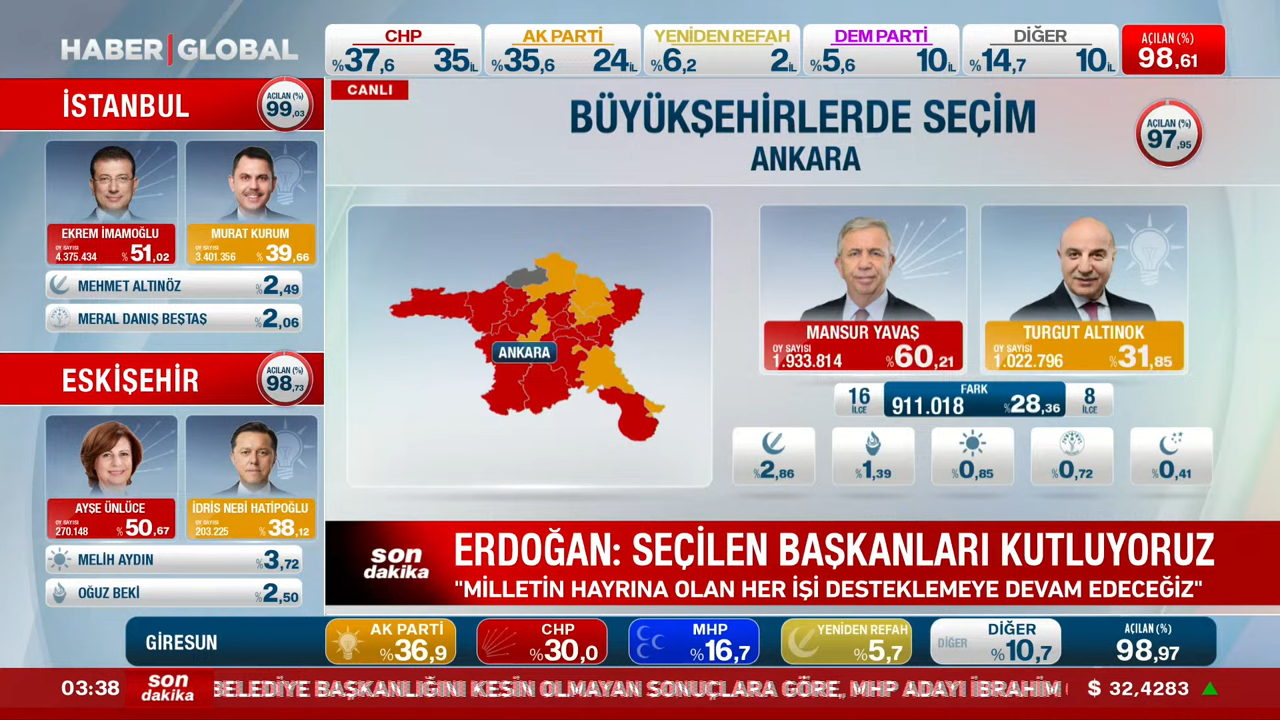 HABER GLOBAL
CHP
%37,6 35İL
AK PARTİ
%35,6 24İL
YENİDEN REFAH
%6,2 2İL
DEM PARTİ
%5,6 10İL
DİĞER
%14,7 10İL
AÇILAN (%)
98,61
İSTANBUL
AÇILAN (%)
99,03
EKREM İMAMOĞLU
OY SAYISI
4.375.434 %51,02
MURAT KURUM
OY SAYISI
3.401.356 %39,66
MEHMET ALTINÖZ %2,49
MERAL DANIŞ BEŞTAŞ %2,06
ESKİŞEHİR
AÇILAN (%)
98,73
AYŞE ÜNLÜCE
OY SAYISI
270.148 %50,67
İDRİS NEBİ HATİPOĞLU
OY SAYISI
203.225 %38,12
MELİH AYDIN %3,72
OĞUZ BEKİ %2,50
CANLI
BÜYÜKŞEHİRLERDE SEÇİM
ANKARA
AÇILAN (%)
97,95
ANKARA
MANSUR YAVAŞ
OY SAYISI
1.933.814 %60,21
TURGUT ALTINOK
OY SAYISI
1.022.796 %31,85
16 İLCE
FARK
911.018 %28,36
8 İLCE
%2,86
%1,39
%0,85
%0,72
%0,41
son dakika
ERDOĞAN: SEÇİLEN BAŞKANLARI KUTLUYORUZ
"MİLLETİN HAYRINA OLAN HER İŞİ DESTEKLEMEYE DEVAM EDECEĞİZ"
GİRESUN
AK PARTİ
%36,9
CHP
%30,0
MHP
%16,7
YENİDEN REFAH
%5,7
DİĞER
DİĞER
%10,7
AÇILAN (%)
98,97
03:38
son dakika
BELEDİYE BAŞKANLIĞINI KESİN OLMAYAN SONUÇLARA GÖRE, MHP ADAYI İBRAHİM
$ 32,4283